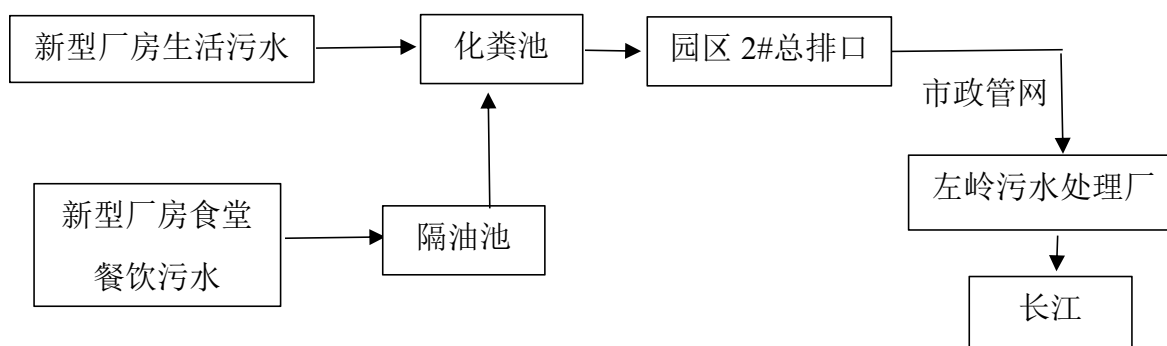 新型厂房生活污水
化粪池
园区 2#总排口
市政管网
左岭污水处理厂
新型厂房食堂
餐饮污水
隔油池
长江